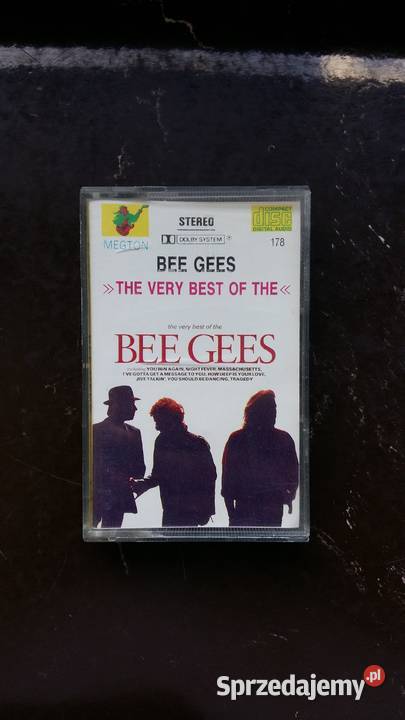 MEGTON
STEREO
DOLBY SYSTEM ®
COMPACT
disc
DIGITAL AUDIO
178
BEE GEES
»THE VERY BEST OF THE«
the very best of the
BEE GEES
including YOU WIN AGAIN, NIGHT FEVER, MASSACHUSETTS,
I'VE GOTTA GET A MESSAGE TO YOU, HOW DEEP IS YOUR LOVE,
JIVE TALKIN', YOU SHOULD BE DANCING, TRAGEDY
Sprzedajemy.pl